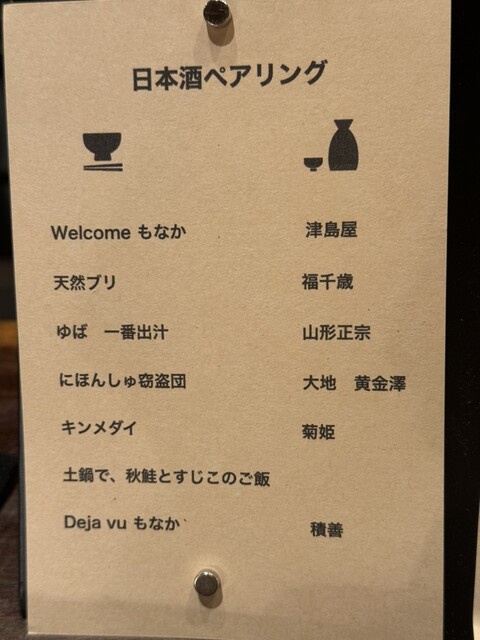 日本酒ペアリング
Welcome もなか 津島屋
天然ブリ 福千歳
ゆば 一番出汁 山形正宗
にほんしゅ窃盗団 大地 黄金澤
キンメダイ 菊姫
土鍋で、秋鮭とすじこのご飯
Deja vu もなか 積善